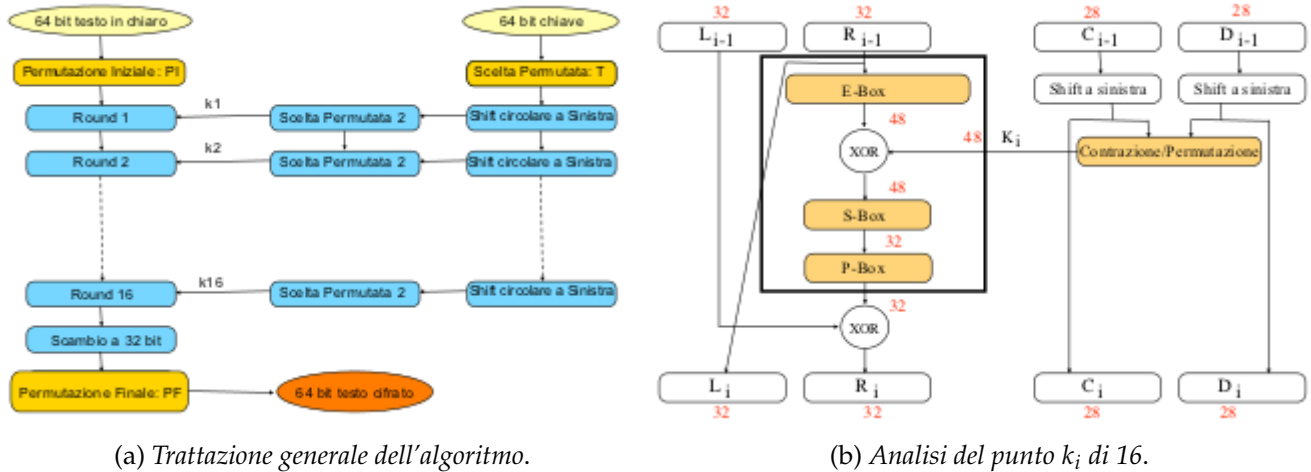 64 bit testo in chiaro
64 bit chiave
Permutazione Iniziale: PI
Scelta Permutata: T
Round 1
k1
Scelta Permutata 2
Shift circolare a Sinistra
Round 2
k2
Scelta Permutata 2
Shift circolare a Sinistra
Round 16
k16
Scelta Permutata 2
Shift circolare a Sinistra
Scambio a 32 bit
Permutazione Finale: PF
64 bit testo cifrato
(a) Trattazione generale dell'algoritmo.
32
32
28
28
L i-1
R i-1
C i-1
D i-1
E-Box
Shift a sinistra
Shift a sinistra
48
48
K i
XOR
Contrazione/Permutazione
48
S-Box
32
P-Box
32
XOR
L i
R i
C i
D i
32
32
28
28
(b) Analisi del punto ki di 16.